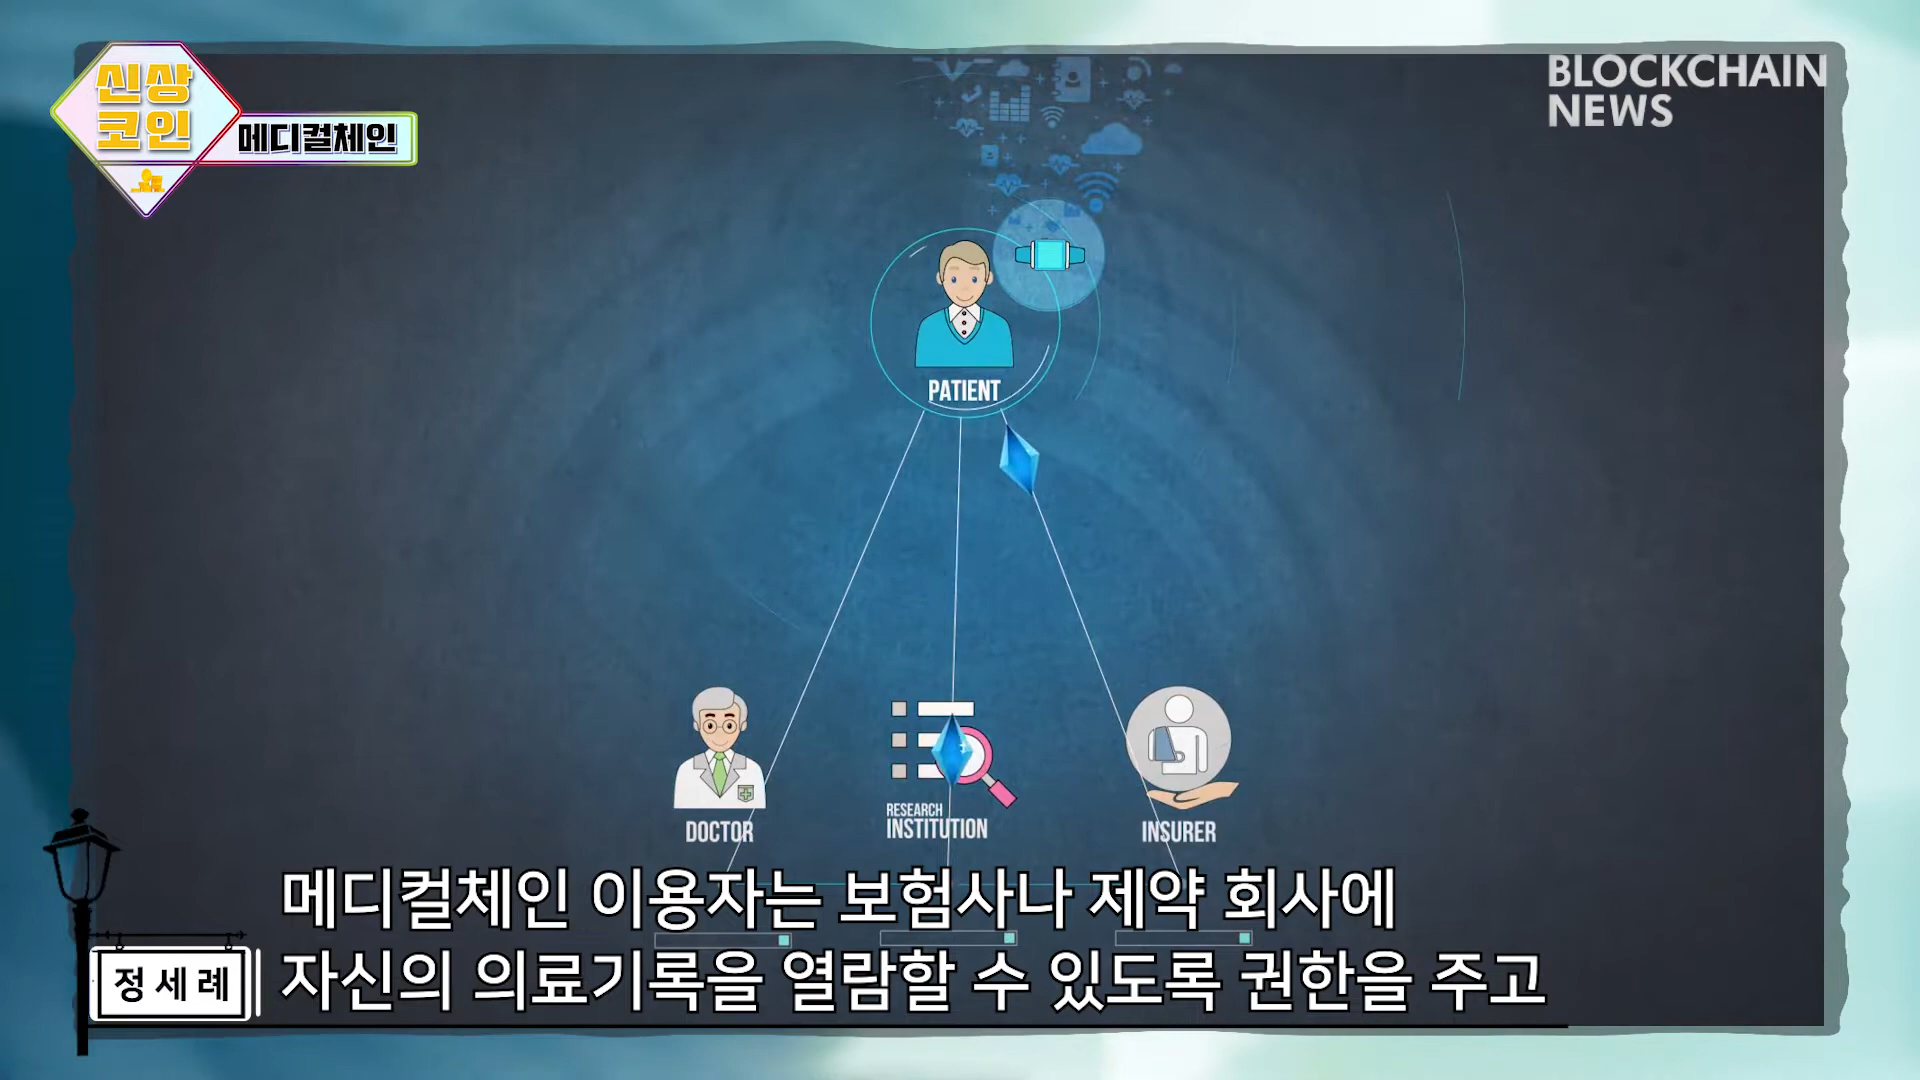 신상
코인
메디컬체인
BLOCKCHAIN
NEWS
PATIENT
DOCTOR
RESEARCH
INSTITUTION
INSURER
메디컬체인 이용자는 보험사나 제약 회사에
자신의 의료기록을 열람할 수 있도록 권한을 주고
정세례